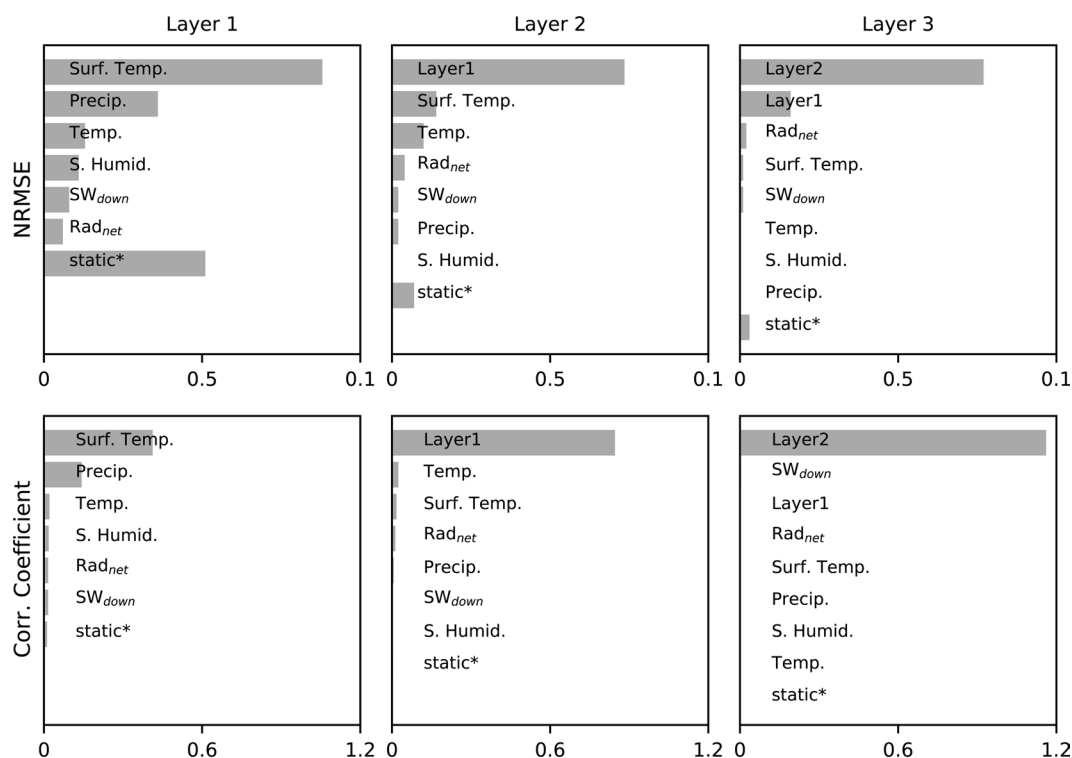 Layer 1
Layer 2
Layer 3
NRMSE
Surf. Temp.
Precip.
Temp.
S. Humid.
SWdown
Radnet
static*
0 0.5 0.1
Layer1
Surf. Temp.
Temp.
Radnet
SWdown
Precip.
S. Humid.
static*
0 0.5 0.1
Layer2
Layer1
Radnet
Surf. Temp.
SWdown
Temp.
S. Humid.
Precip.
static*
0 0.5 0.1
Corr. Coefficient
Surf. Temp.
Precip.
Temp.
S. Humid.
Radnet
SWdown
static*
0 0.6 1.2
Layer1
Temp.
Surf. Temp.
Radnet
Precip.
SWdown
S. Humid.
static*
0 0.6 1.2
Layer2
SWdown
Layer1
Radnet
Surf. Temp.
Precip.
S. Humid.
Temp.
static*
0 0.6 1.2